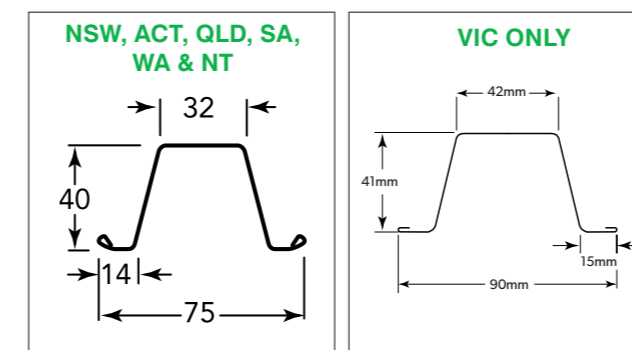 NSW, ACT, QLD, SA,
WA & NT
32
40
14
75
VIC ONLY
42mm
41mm
15mm
90mm